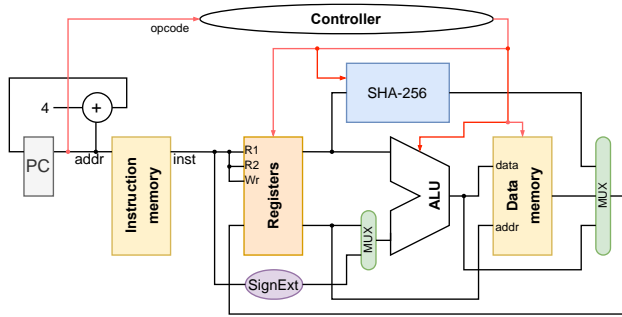 Controller
opcode
SHA-256
4
+
PC
addr
Instruction
memory
inst
R1
R2
Wr
Registers
MUX
ALU
data
addr
Data
memory
MUX
SignExt